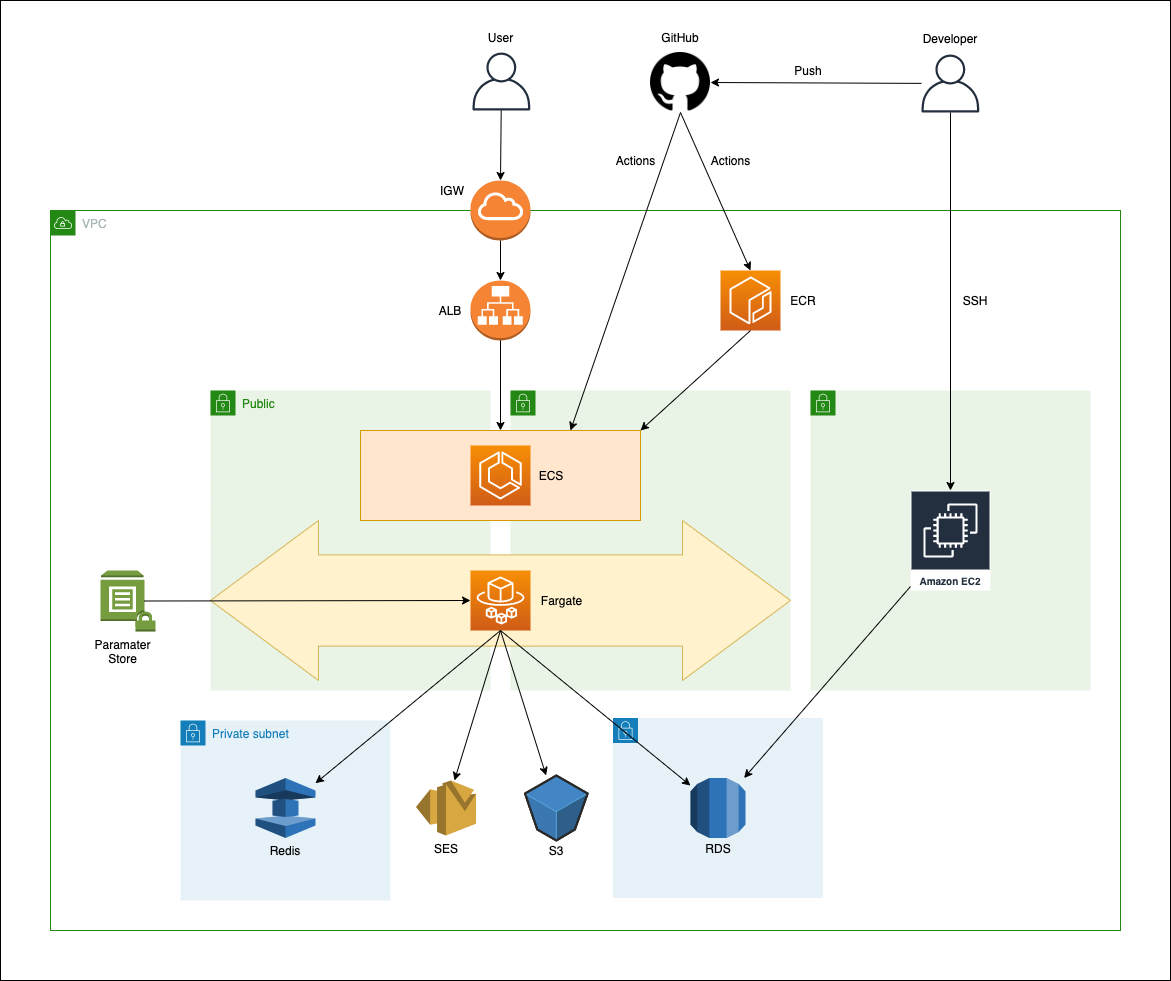 User
GitHub
Developer
Push
Actions
Actions
IGW
VPC
ALB
ECR
SSH
Public
ECS
Amazon EC2
Fargate
Paramater
Store
Private subnet
Redis
SES
S3
RDS